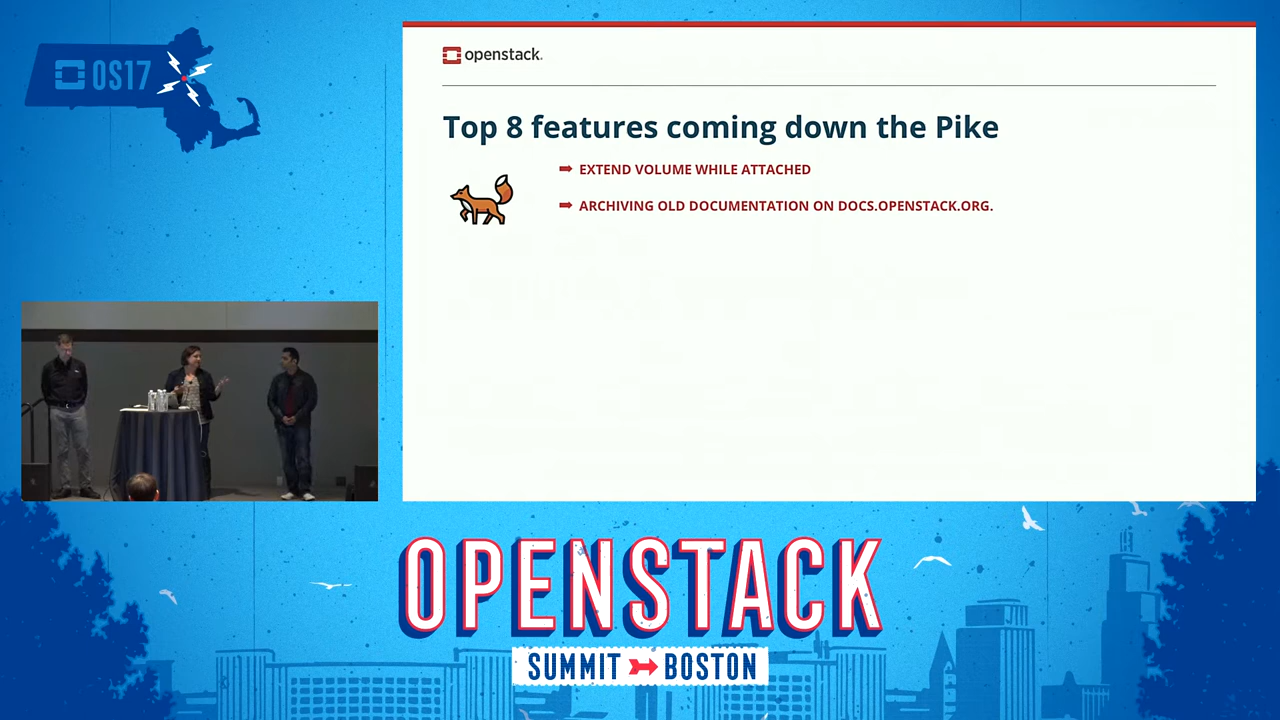 OS17
openstack.
Top 8 features coming down the Pike
➡ EXTEND VOLUME WHILE ATTACHED
➡ ARCHIVING OLD DOCUMENTATION ON DOCS.OPENSTACK.ORG.
OPENSTACK
SUMMIT BOSTON